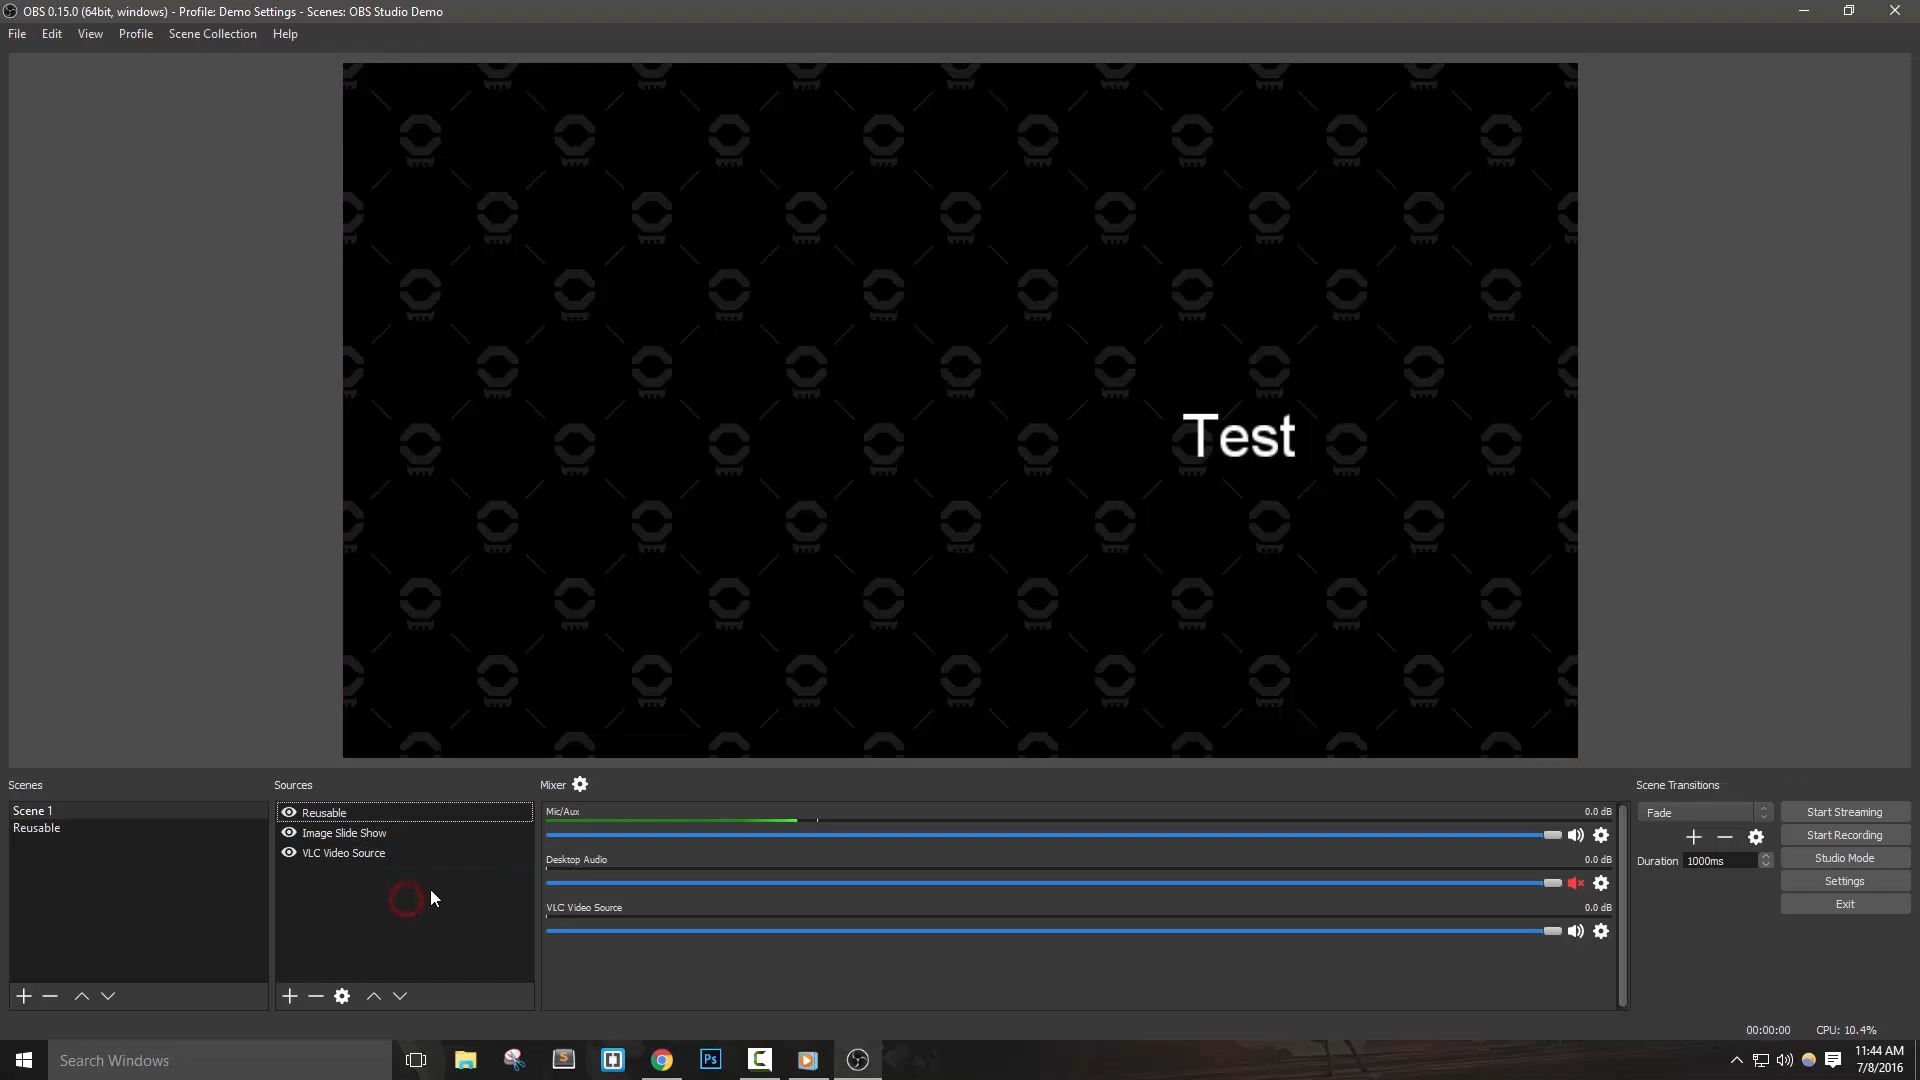 OBS 0.15.0 (64bit, windows) - Profile: Demo Settings - Scenes: OBS Studio Demo
File Edit View Profile Scene Collection Help
Test
Scenes
Scene 1
Reusable
Sources
Reusable
Image Slide Show
VLC Video Source
Mixer
Mic/Aux 0.0 dB
Desktop Audio 0.0 dB
VLC Video Source 0.0 dB
Scene Transitions
Fade
Duration 1000ms
Start Streaming
Start Recording
Studio Mode
Settings
Exit
00:00:00 CPU: 10.4%
Search Windows
S
Ps
11:44 AM
7/8/2016